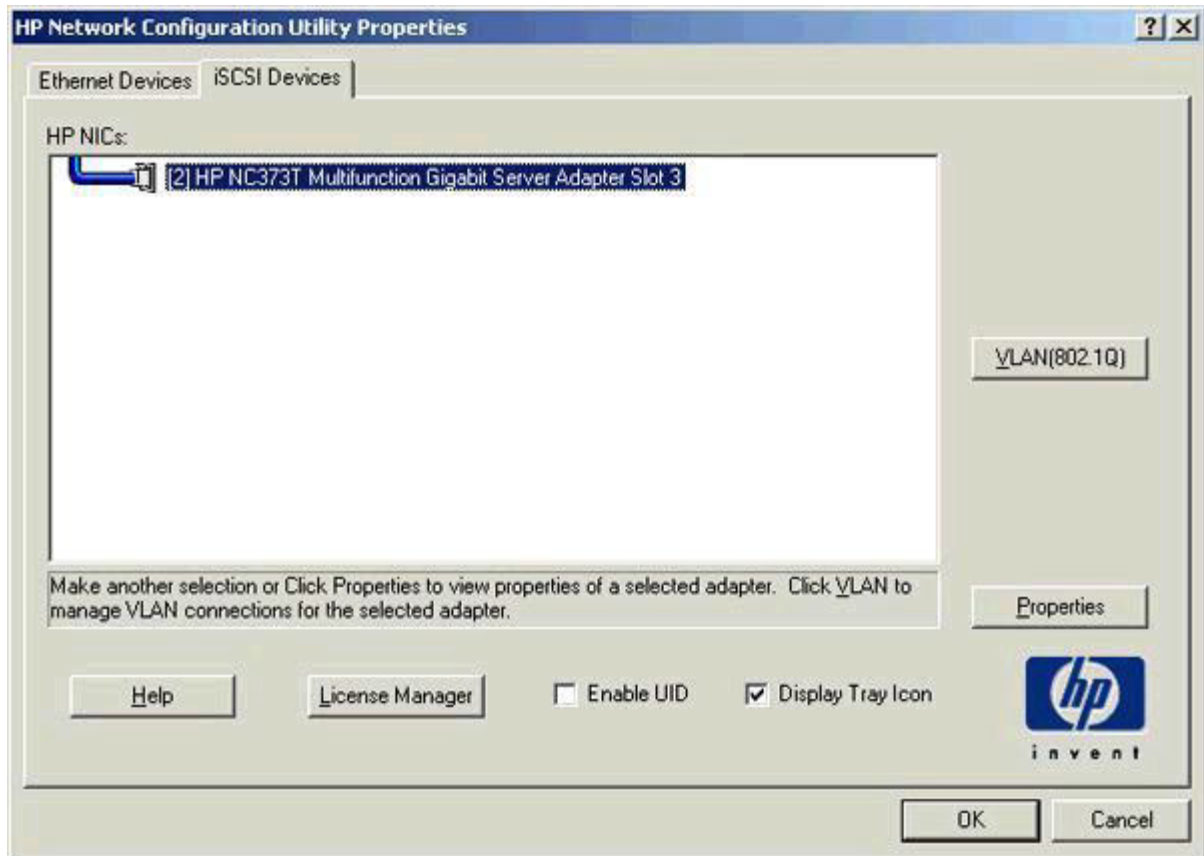 HP Network Configuration Utility Properties
Ethernet Devices
iSCSI Devices
HP NICs:
[2] HP NC373T Multifunction Gigabit Server Adapter Slot 3
VLAN(802.1Q)
Make another selection or Click Properties to view properties of a selected adapter. Click VLAN to
manage VLAN connections for the selected adapter.
Properties
Help
License Manager
Enable UID
Display Tray Icon
hp
invent
OK
Cancel